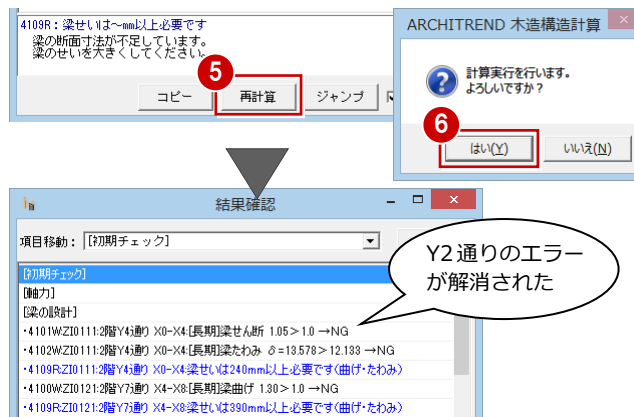 4109R：梁せいは～mm以上必要です
梁の断面寸法が不足しています。
梁のせいを大きくしてください。
5
コピー
再計算
ジャンプ
ARCHITREND 木造構造計算
計算実行を行います。
よろしいですか？
6
はい(Y)
いいえ(N)
結果確認
項目移動：
[初期チェック]
[初期チェック]
[軸力]
[梁の設計]
・4101W:ZI0111:2階Y4通り X0-X4:[長期]梁せん断 1.05＞1.0 →NG
・4102W:ZI0111:2階Y4通り X0-X4:[長期]梁たわみ δ=13.578＞12.133 →NG
・4109R:ZI0111:2階Y4通り X0-X4:梁せいは240mm以上必要です(曲げ・たわみ)
・4100W:ZI0121:2階Y7通り X4-X8:[長期]梁曲げ 1.30＞1.0 →NG
・4109R:ZI0121:2階Y7通り X4-X8:梁せいは390mm以上必要です(曲げ・たわみ)
Y2通りのエラー
が解消された